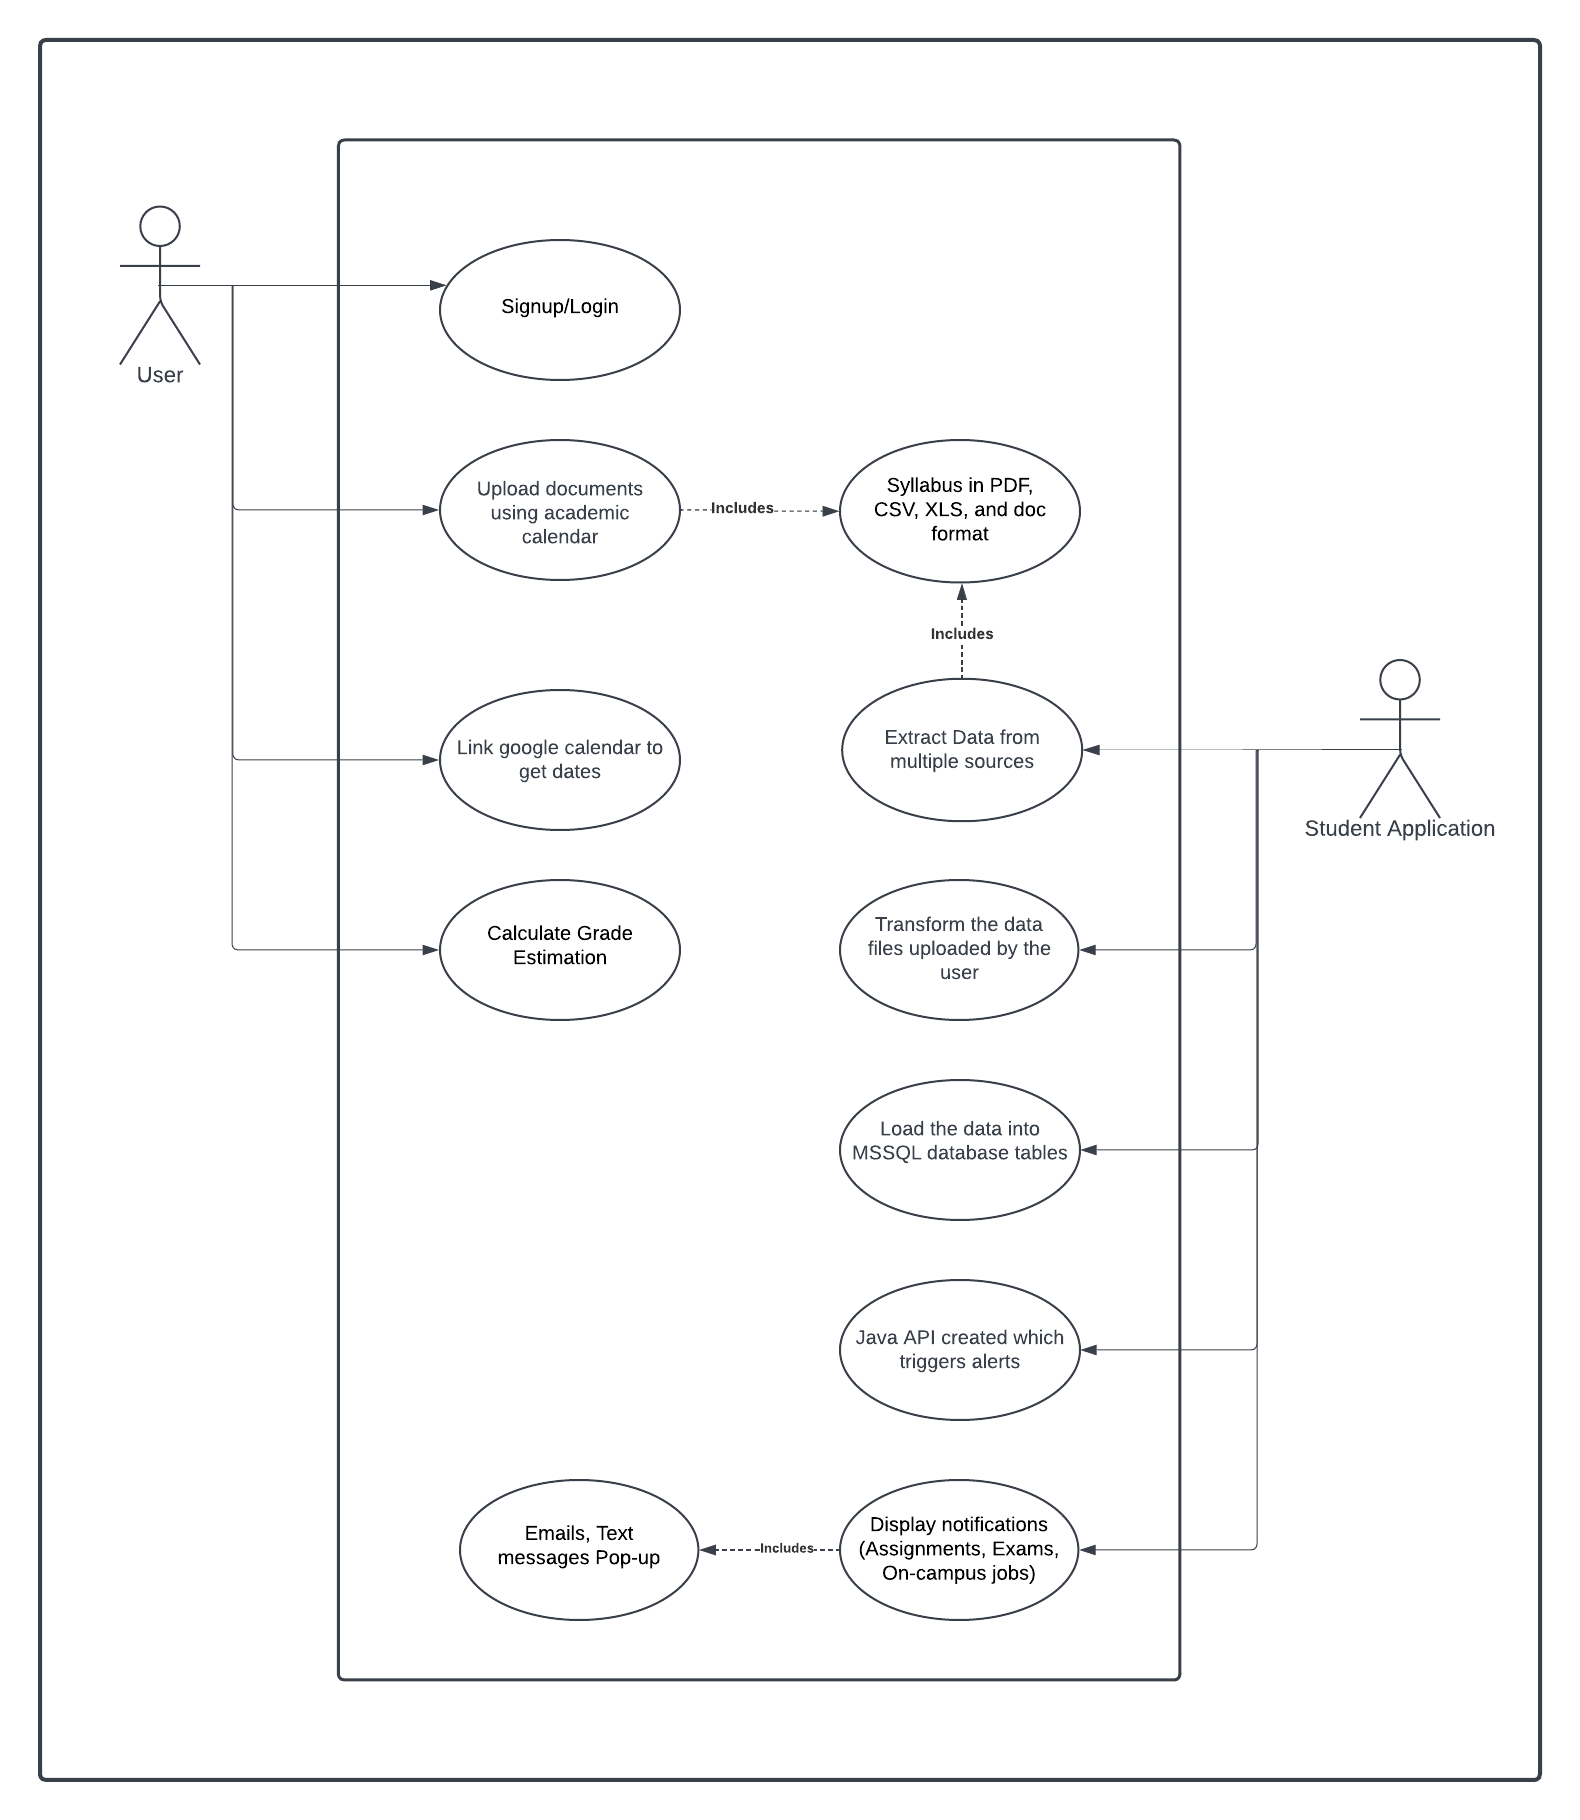 Signup/Login
User
Upload documents
using academic
calendar
Includes
Syllabus in PDF,
CSV, XLS, and doc
format
Includes
Link google calendar to
get dates
Extract Data from
multiple sources
Student Application
Calculate Grade
Estimation
Transform the data
files uploaded by the
user
Load the data into
MSSQL database tables
Java API created which
triggers alerts
Emails, Text
messages Pop-up
Includes
Display notifications
(Assignments, Exams,
On-campus jobs)